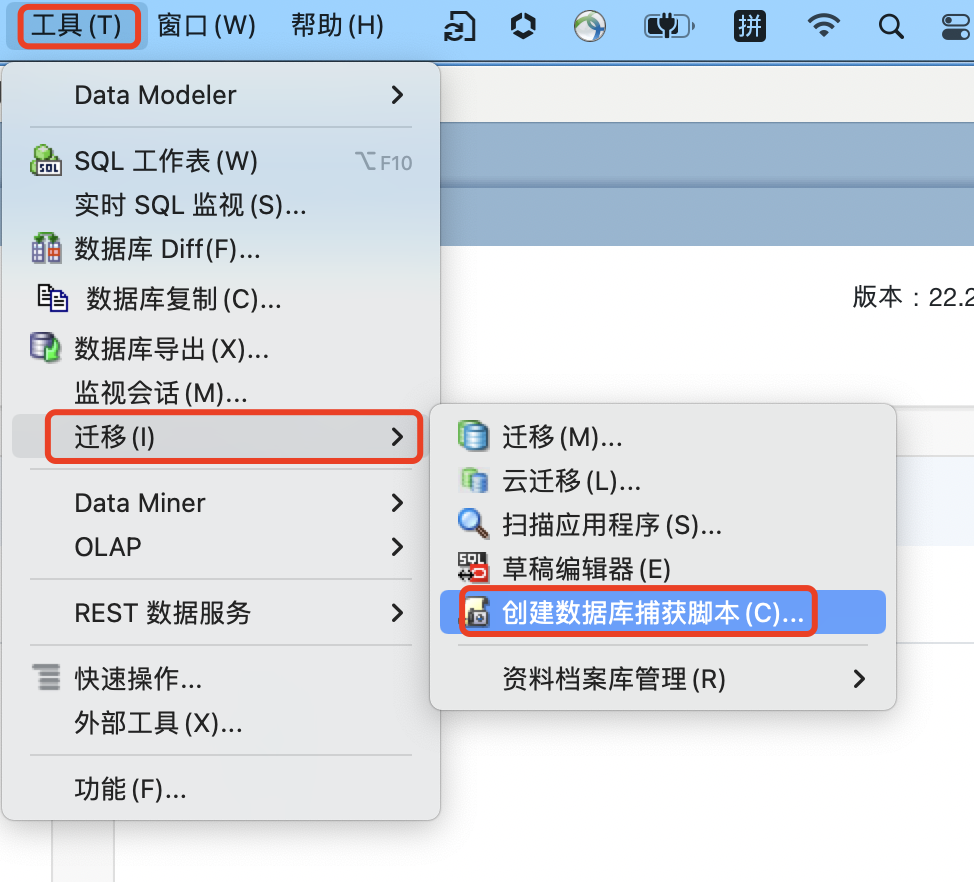 工具(T) 窗口(W) 帮助(H) 拼
Data Modeler
SQL 工作表(W) ⌥F10
实时 SQL 监视(S)...
数据库 Diff(F)...
数据库复制(C)...
版本：22.2
数据库导出(X)...
监视会话(M)...
迁移(I)
迁移(M)...
云迁移(L)...
扫描应用程序(S)...
草稿编辑器(E)
创建数据库捕获脚本(C)...
资料档案库管理(R)
Data Miner
OLAP
REST 数据服务
快速操作...
外部工具(X)...
功能(F)...